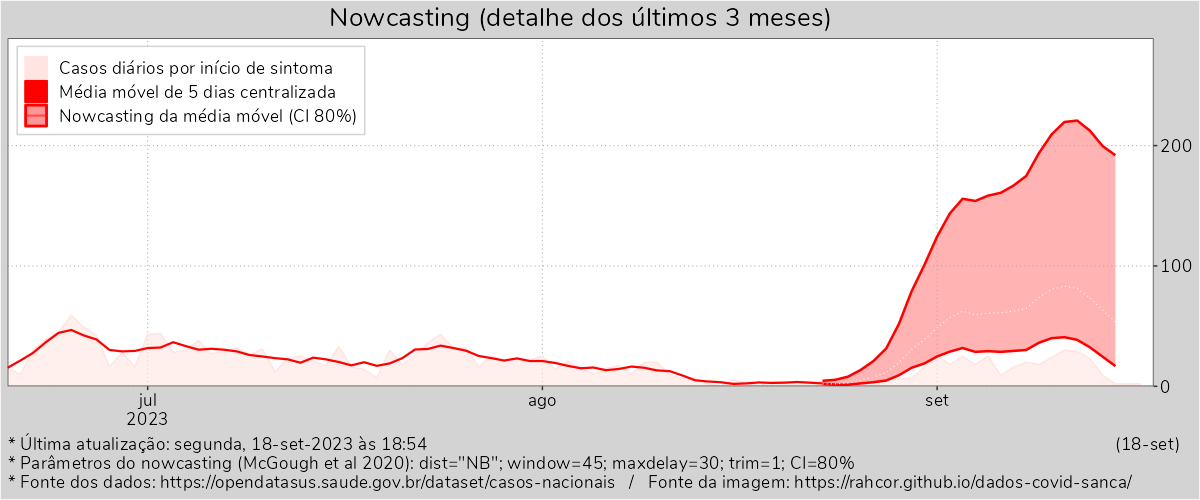 Nowcasting (detalhe dos últimos 3 meses)
Casos diários por início de sintoma
Média móvel de 5 dias centralizada
Nowcasting da média móvel (CI 80%)
200
100
0
jul
2023
ago
set
* Última atualização: segunda, 18-set-2023 às 18:54
(18-set)
* Parâmetros do nowcasting (McGough et al 2020): dist="NB"; window=45; maxdelay=30; trim=1; CI=80%
* Fonte dos dados: https://opendatasus.saude.gov.br/dataset/casos-nacionais / Fonte da imagem: https://rahcor.github.io/dados-covid-sanca/